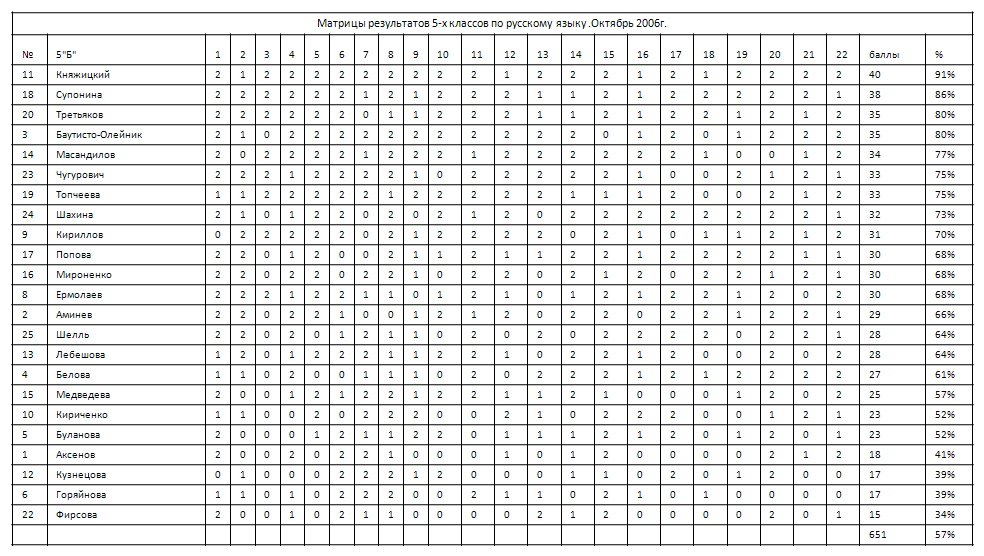 Матрицы результатов 5-х классов по русскому языку .Октябрь 2006г.
№ 5"Б" 1 2 3 4 5 6 7 8 9 10 11 12 13 14 15 16 17 18 19 20 21 22 баллы %
11 Княжицкий 2 1 2 2 2 2 2 2 2 2 2 1 2 2 2 1 2 1 2 2 2 2 40 91%
18 Супонина 2 2 2 2 2 2 1 2 1 2 2 2 1 1 2 1 2 2 2 2 2 1 38 86%
20 Третьяков 2 2 2 2 2 2 0 1 1 2 2 2 1 1 2 1 2 2 1 2 1 2 35 80%
3 Баутисто-Олейник 2 1 0 2 2 2 2 2 2 2 2 2 2 2 0 1 2 0 1 2 2 2 35 80%
14 Масандилов 2 0 2 2 2 2 1 2 2 2 1 2 2 2 2 2 2 1 0 0 1 2 34 77%
23 Чугурович 2 2 2 1 2 2 2 2 1 0 2 2 2 2 2 1 0 0 2 1 2 1 33 75%
19 Топчеева 1 1 2 2 2 2 2 1 2 2 2 2 2 1 1 1 2 0 0 2 1 2 33 75%
24 Шахина 2 1 0 1 2 2 0 2 0 2 1 2 0 2 2 2 2 2 2 2 2 1 32 73%
9 Кириллов 0 2 2 2 2 2 0 2 1 2 2 2 2 0 2 1 0 1 1 2 1 2 31 70%
17 Попова 2 2 0 1 2 0 0 2 2 1 2 1 1 2 2 1 2 2 2 2 1 1 30 68%
16 Мироненко 2 2 0 2 2 0 2 2 1 0 2 2 0 2 1 2 0 2 2 1 2 1 30 68%
8 Ермолаев 2 2 2 1 2 2 1 1 0 1 2 1 0 1 2 1 2 2 1 2 0 2 30 68%
2 Аминев 2 2 0 2 2 1 0 0 1 2 1 2 0 2 2 0 2 2 1 2 2 1 29 66%
25 Шелль 2 2 0 2 0 1 2 1 1 0 2 0 2 0 2 2 2 2 0 2 2 1 28 64%
13 Лебешова 1 2 0 1 2 2 2 1 1 2 2 1 0 2 2 1 2 0 0 2 0 2 28 64%
4 Белова 1 1 0 2 0 0 1 1 1 0 2 0 2 2 1 1 2 1 2 2 2 2 27 61%
15 Медведева 2 0 0 1 2 1 2 2 1 2 2 1 1 2 1 0 0 0 1 2 0 2 25 57%
10 Кириченко 1 1 0 0 2 0 2 2 2 0 0 2 1 0 2 2 2 0 0 1 2 1 23 52%
5 Буланова 2 0 0 0 1 2 1 1 2 2 0 1 1 1 2 1 2 0 1 2 0 1 23 52%
1 Аксенов 2 0 0 2 0 2 2 1 0 0 0 1 0 1 2 0 0 0 0 2 1 2 18 41%
12 Кузнецова 0 1 0 0 0 2 2 2 1 2 0 0 0 1 1 0 2 0 1 2 0 0 17 39%
6 Горяйнова 1 1 0 1 0 2 2 2 0 0 2 1 1 0 2 1 0 1 0 0 0 0 17 39%
22 Фирсова 2 0 0 1 0 2 1 1 0 0 0 0 2 1 2 0 0 0 0 2 0 1 15 34%
651 57%